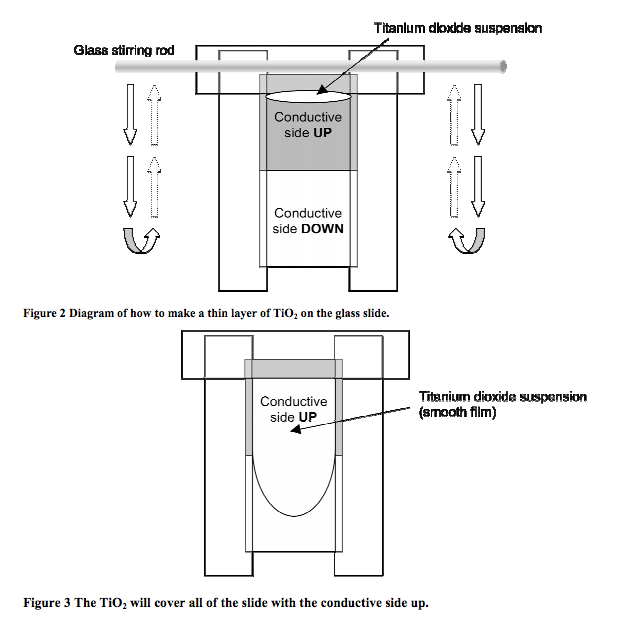 Titanium dioxide suspension
Glass stirring rod
Conductive
side UP
Conductive
side DOWN
Figure 2 Diagram of how to make a thin layer of TiO₂ on the glass slide.
Conductive
side UP
Titanium dioxide suspension
(smooth film)
Figure 3 The TiO₂ will cover all of the slide with the conductive side up.